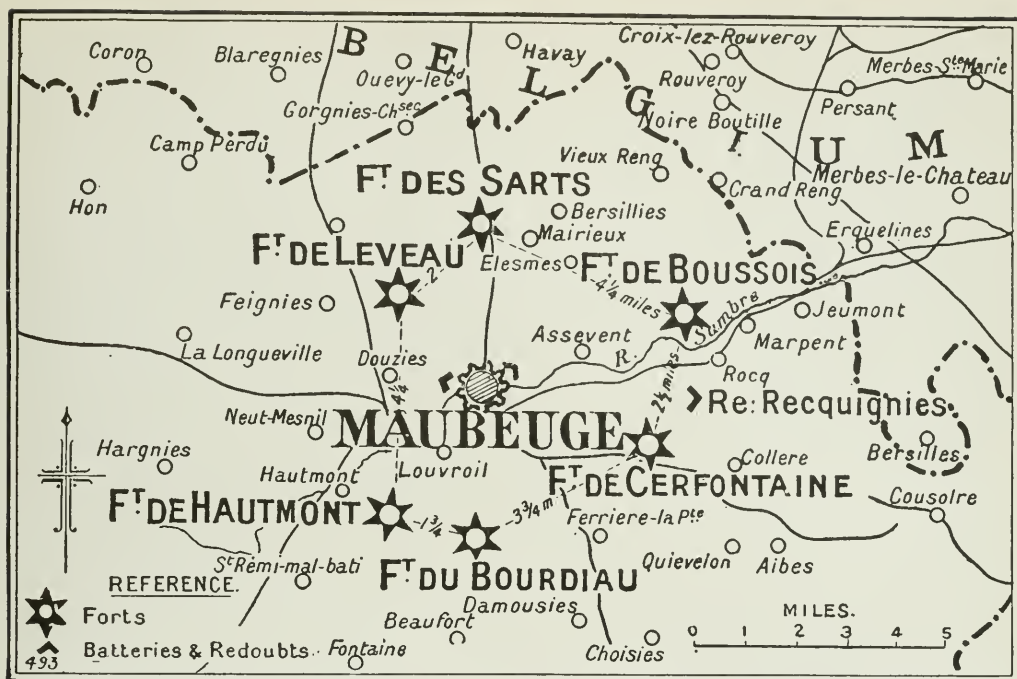 BELGIUM
Coron
Blaregnies
Quevy-le-Gd
Havay
Croix-lez-Rouveroy
Rouveroy
Merbes-Ste Marie
Persant
Gorgnies-Chsec
Noire Boutille
Camp Perdu
Vieux Reng
Hon
Grand Reng
Merbes-le-Chateau
FT DES SARTS
Bersillies
Mairieux
Erquelines
FT DE LEVEAU
2
Elesmes
FT DE BOUSSOIS
4¼ miles
Feignies
R. Sambre
Jeumont
La Longueville
Assevent
Marpent
Douzies
4¼
2½ miles
Rocq
Re: Recquignies
Neut-Mesnil
MAUBEUGE
Hargnies
Bersilles
Hautmont
Louvroil
Collere
FT DE HAUTMONT
FT DE CERFONTAINE
Cousolre
1¾
3¾ m
Ferriere-la-Pte
St Rémi-mal-bati
Quievelon
Aibes
REFERENCE.
FT DU BOURDIAU
Forts
Damousies
MILES.
Beaufort
0 1 2 3 4 5
Batteries & Redoubts.
Fontaine
Choisies
493